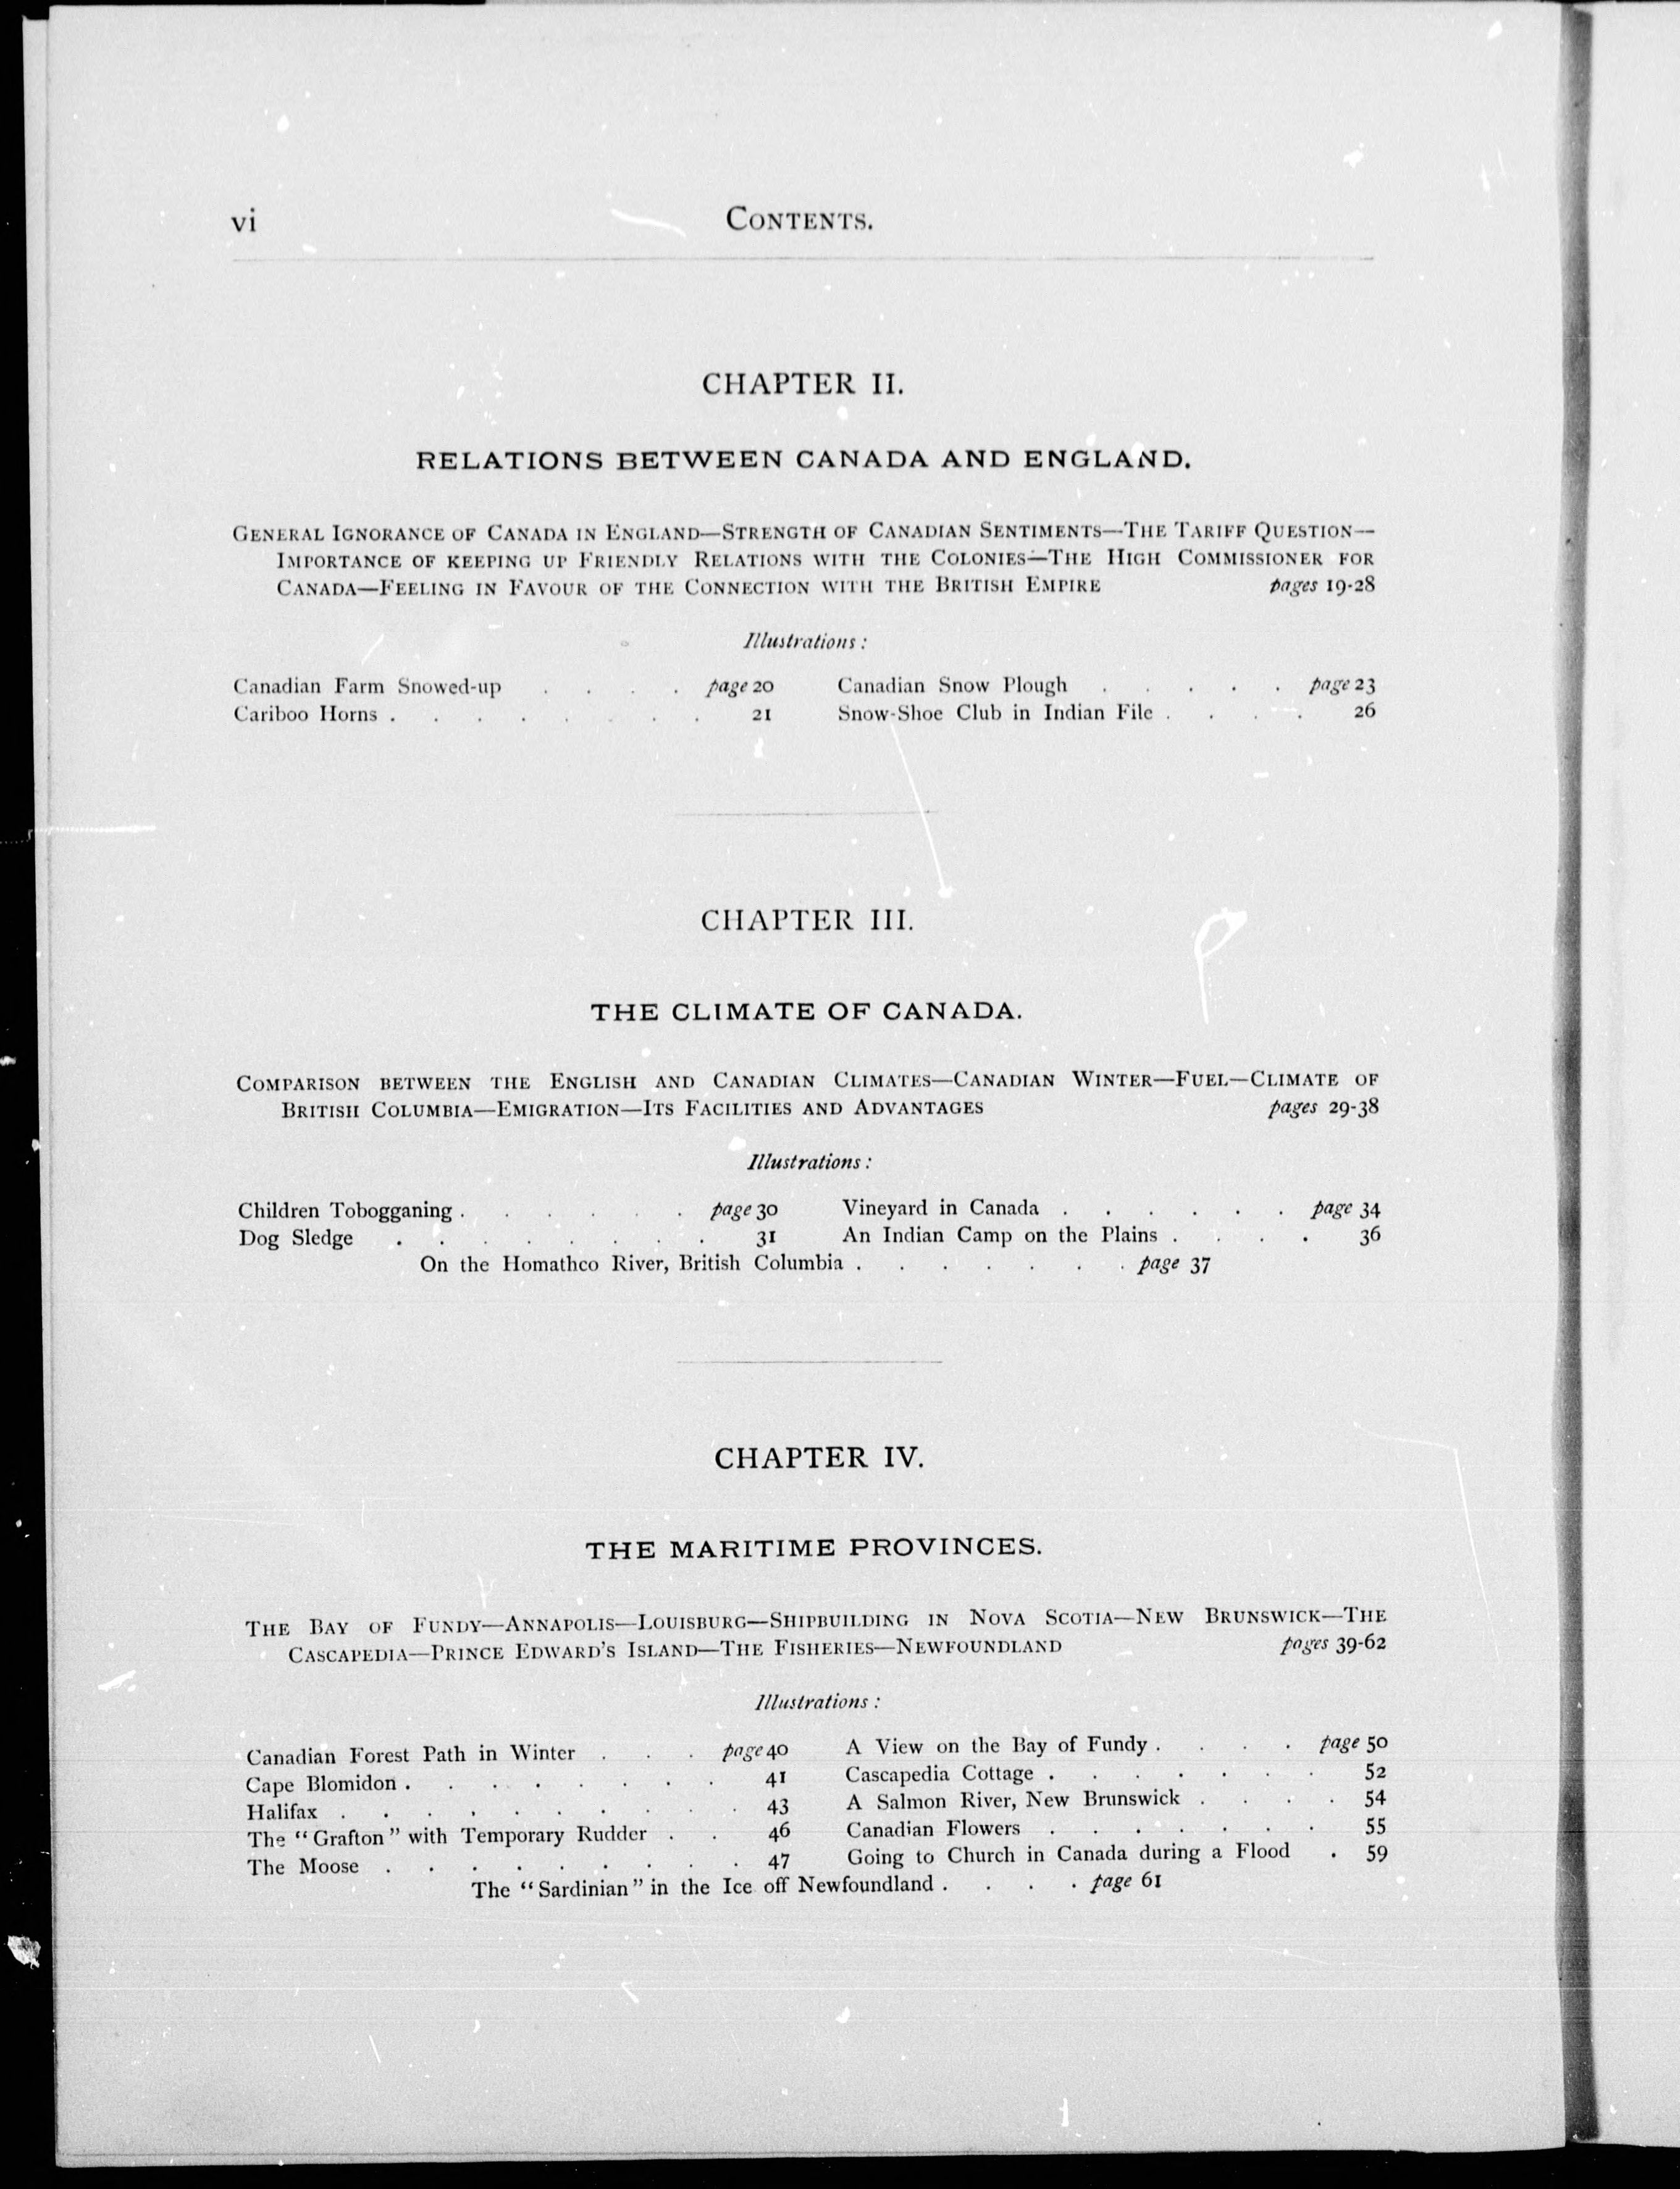 vi CONTENTS.
CHAPTER II.
RELATIONS BETWEEN CANADA AND ENGLAND.
GENERAL IGNORANCE OF CANADA IN ENGLAND—STRENGTH OF CANADIAN SENTIMENTS—THE TARIFF QUESTION—
IMPORTANCE OF KEEPING UP FRIENDLY RELATIONS WITH THE COLONIES—THE HIGH COMMISSIONER FOR
CANADA—FEELING IN FAVOUR OF THE CONNECTION WITH THE BRITISH EMPIRE pages 19-28
Illustrations:
Canadian Farm Snowed-up . . . . page 20
Cariboo Horns . . . . . . . . 21
Canadian Snow Plough . . . . . page 23
Snow-Shoe Club in Indian File . . . . 26
CHAPTER III.
THE CLIMATE OF CANADA.
COMPARISON BETWEEN THE ENGLISH AND CANADIAN CLIMATES—CANADIAN WINTER—FUEL—CLIMATE OF
BRITISH COLUMBIA—EMIGRATION—ITS FACILITIES AND ADVANTAGES pages 29-38
Illustrations:
Children Tobogganing . . . . . . page 30
Dog Sledge . . . . . . . . 31
Vineyard in Canada . . . . . . page 34
An Indian Camp on the Plains . . . . 36
On the Homathco River, British Columbia . . . . . . . page 37
CHAPTER IV.
THE MARITIME PROVINCES.
THE BAY OF FUNDY—ANNAPOLIS—LOUISBURG—SHIPBUILDING IN NOVA SCOTIA—NEW BRUNSWICK—THE
CASCAPEDIA—PRINCE EDWARD'S ISLAND—THE FISHERIES—NEWFOUNDLAND pages 39-62
Illustrations:
Canadian Forest Path in Winter . . . page 40
Cape Blomidon . . . . . . . . 41
Halifax . . . . . . . . . . 43
The "Grafton" with Temporary Rudder . . 46
The Moose . . . . . . . . . 47
A View on the Bay of Fundy . . . . page 50
Cascapedia Cottage . . . . . . . 52
A Salmon River, New Brunswick . . . . 54
Canadian Flowers . . . . . . . 55
Going to Church in Canada during a Flood . 59
The "Sardinian" in the Ice off Newfoundland . . . . page 61